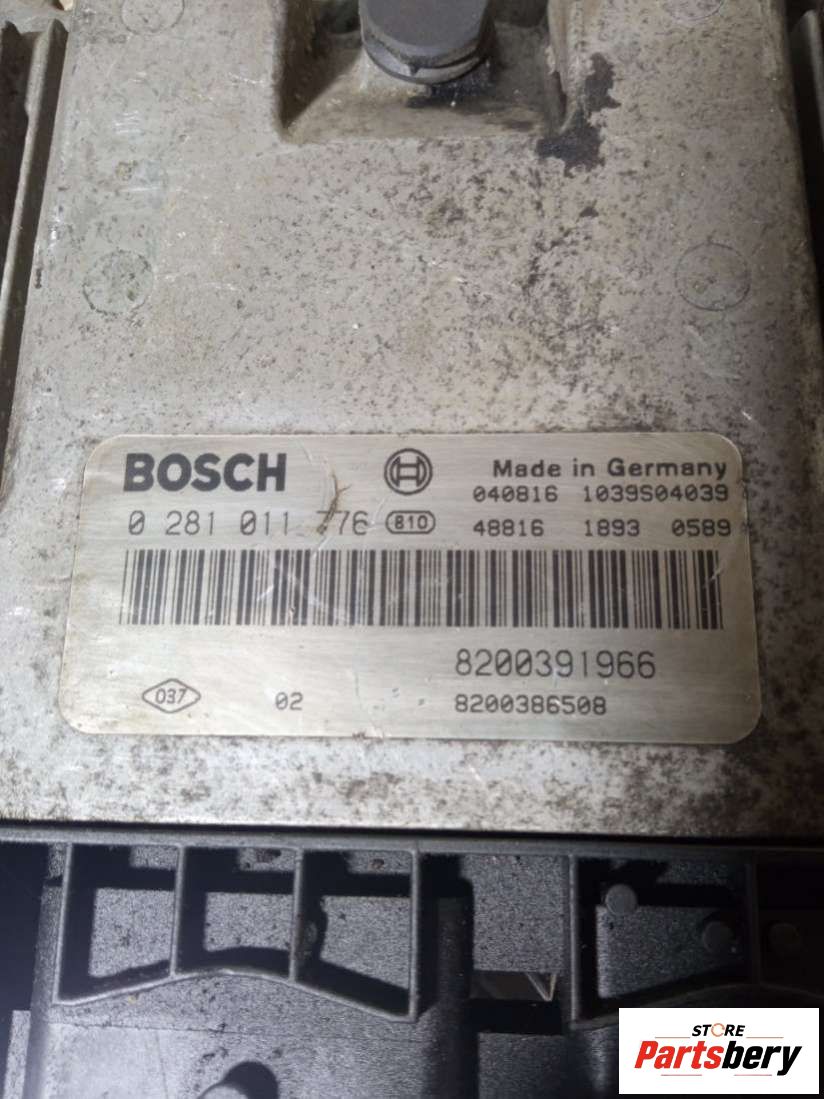 BOSCH Made in Germany
040816 1039S04039
0 281 011 776 810 48816 1893 0589
8200391966
037 02 8200386508
STORE
Partsbery